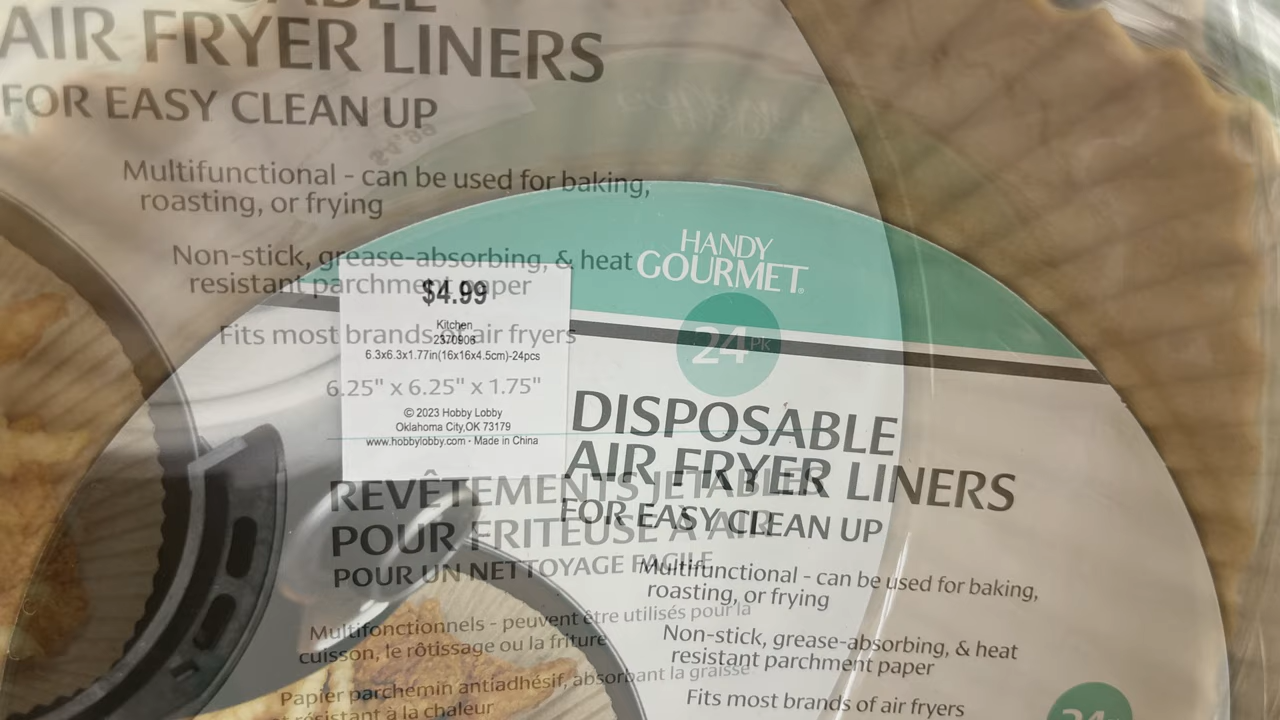 AIR FRYER LINERS
FOR EASY CLEAN UP
Multifunctional - can be used for baking,
roasting, or frying
Non-stick, grease-absorbing, & heat
resistant parchment paper
Fits most brands of air fryers
6.25" x 6.25" x 1.75"
$4.99
Kitchen
2370906
6.3x6.3x1.77in(16x16x4.5cm)-24pcs
© 2023 Hobby Lobby
Oklahoma City,OK 73179
www.hobbylobby.com - Made in China
HANDY
GOURMET®
24Pk
DISPOSABLE
AIR FRYER LINERS
FOR EASY CLEAN UP
Multifunctional - can be used for baking,
roasting, or frying
Non-stick, grease-absorbing, & heat
resistant parchment paper
Fits most brands of air fryers
REVÊTEMENTS JETABLES
POUR FRITEUSE À AIR
POUR UN NETTOYAGE FACILE
Multifonctionnels - peuvent être utilisés pour la
cuisson, le rôtissage ou la friture
Papier parchemin antiadhésif, absorbant la graisse
résistant à la chaleur
24